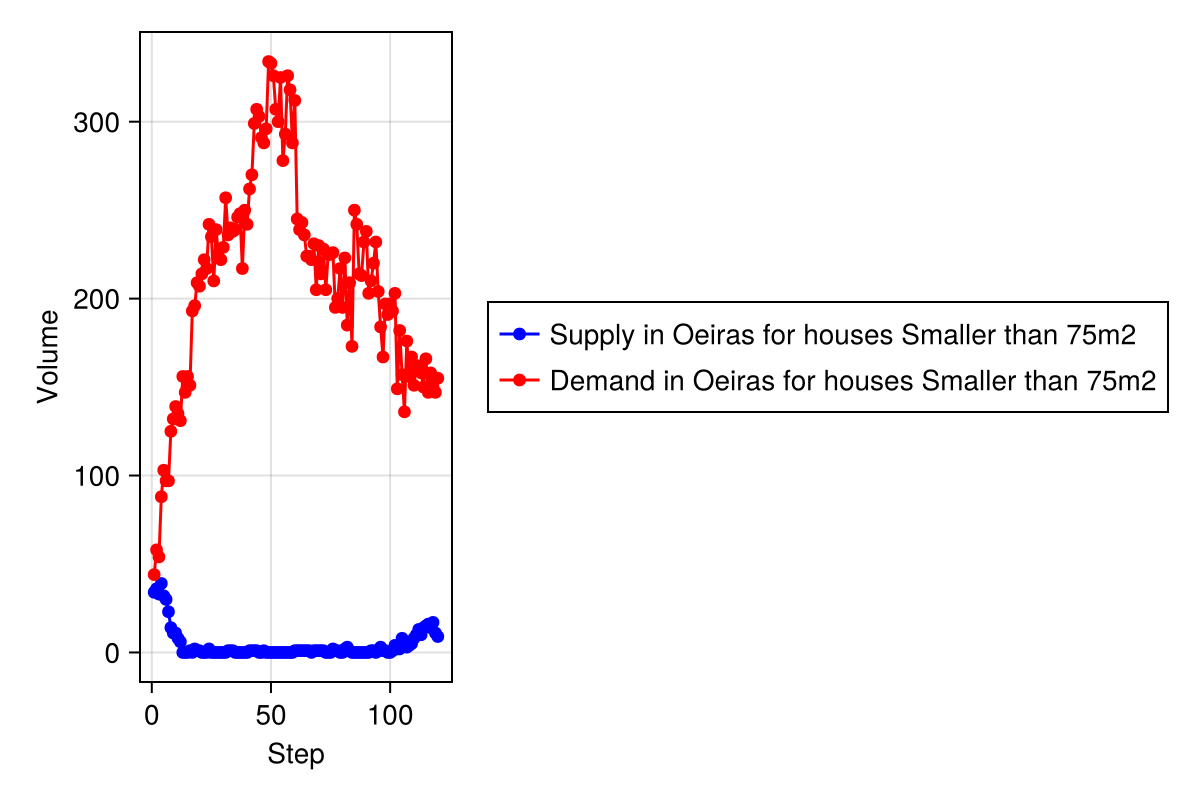 300
200
100
0
Volume
0 50 100
Step
Supply in Oeiras for houses Smaller than 75m2
Demand in Oeiras for houses Smaller than 75m2